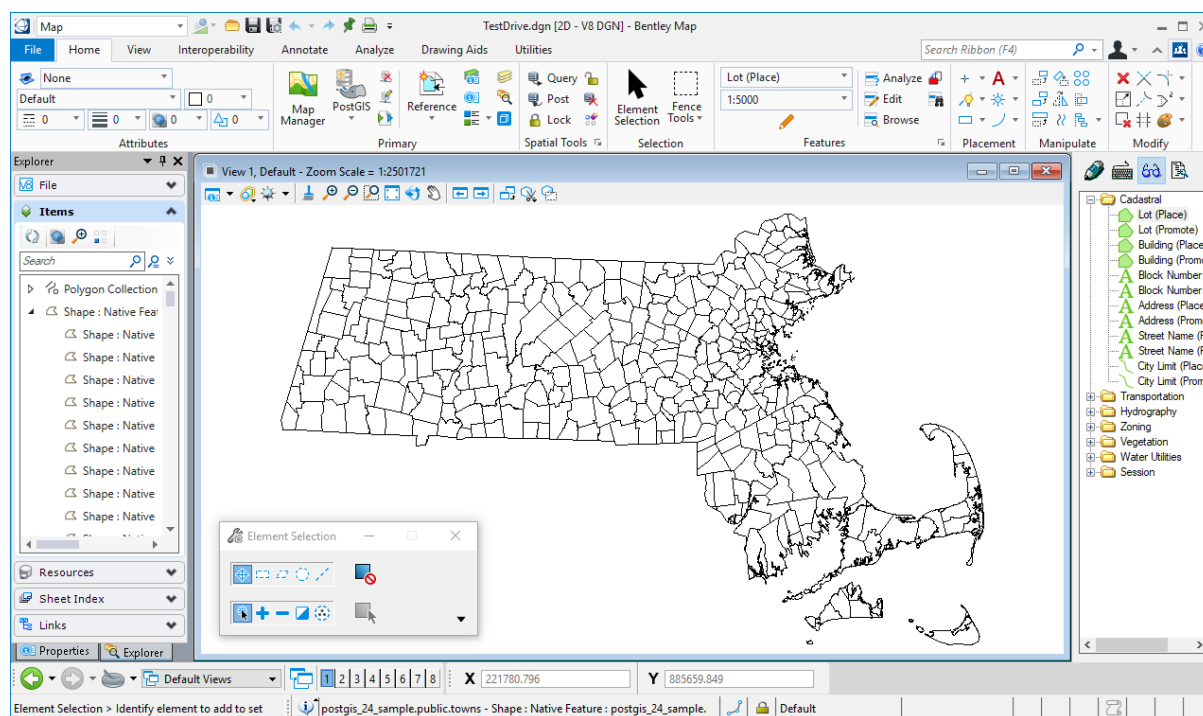 Map
TestDrive.dgn [2D - V8 DGN] - Bentley Map
File Home View Interoperability Annotate Analyze Drawing Aids Utilities
Search Ribbon (F4)
None
Default 0
0 0 0 0
Attributes
Map Manager
PostGIS
Reference
Primary
Query
Post
Lock
Spatial Tools
Element Selection
Fence Tools
Selection
Lot (Place)
1:5000
Analyze
Edit
Browse
Features
Placement
Manipulate
Modify
Explorer
File
Items
Search
Polygon Collection
Shape : Native Feat
Shape : Native
Shape : Native
Shape : Native
Shape : Native
Shape : Native
Shape : Native
Shape : Native
Shape : Native
Shape : Native
Resources
Sheet Index
Links
Properties Explorer
View 1, Default - Zoom Scale = 1:2501721
Element Selection
Cadastral
Lot (Place)
Lot (Promote)
Building (Place
Building (Prom
Block Number
Block Number
Address (Place
Address (Prom
Street Name (P
Street Name (P
City Limit (Plac
City Limit (Prom
Transportation
Hydrography
Zoning
Vegetation
Water Utilities
Session
Default Views
1 2 3 4 5 6 7 8
X 221780.796
Y 885659.849
Element Selection > Identify element to add to set
postgis_24_sample.public.towns - Shape : Native Feature : postgis_24_sample.
Default